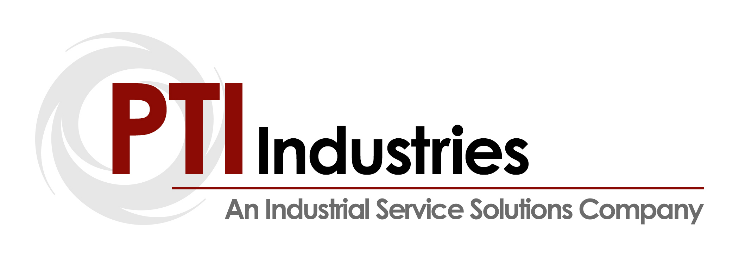 PTI Industries
An Industrial Service Solutions Company